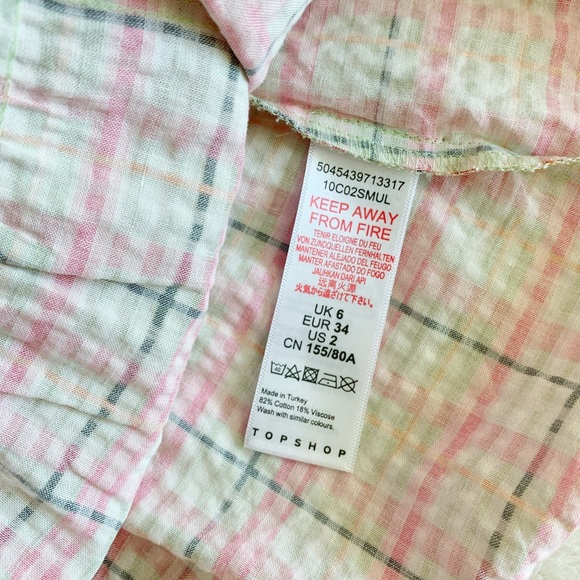 5045439713317
10C02SMUL
KEEP AWAY
FROM FIRE
TENIR ELOIGNE DU FEU
VON ZUNDQUELLEN FERNHALTEN
MANTENER ALEJADO DEL FEUGO
MANTER AFASTADO DO FOGO
JAUHKAN DARI API
远离火源
火気から遠ざけて下さい。
UK 6
EUR 34
US 2
CN 155/80A
40
Made in Turkey
82% Cotton 18% Viscose
Wash with similar colours.
TOPSHOP